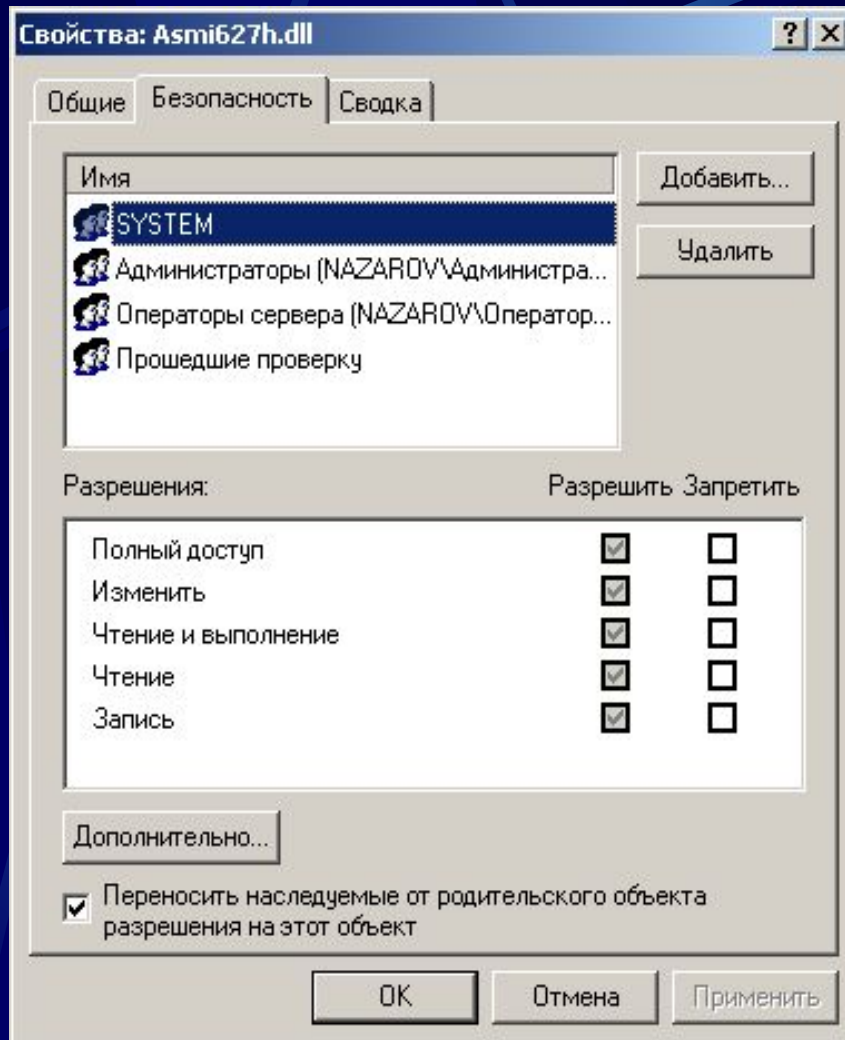 Свойства: Asmi627h.dll
Общие Безопасность Сводка
Имя
Добавить...
SYSTEM
Удалить
Администраторы (NAZAROV\Администра...
Операторы сервера (NAZAROV\Оператор...
Прошедшие проверку
Разрешения: Разрешить Запретить
Полный доступ
Изменить
Чтение и выполнение
Чтение
Запись
Дополнительно...
Переносить наследуемые от родительского объекта
разрешения на этот объект
OK Отмена Применить